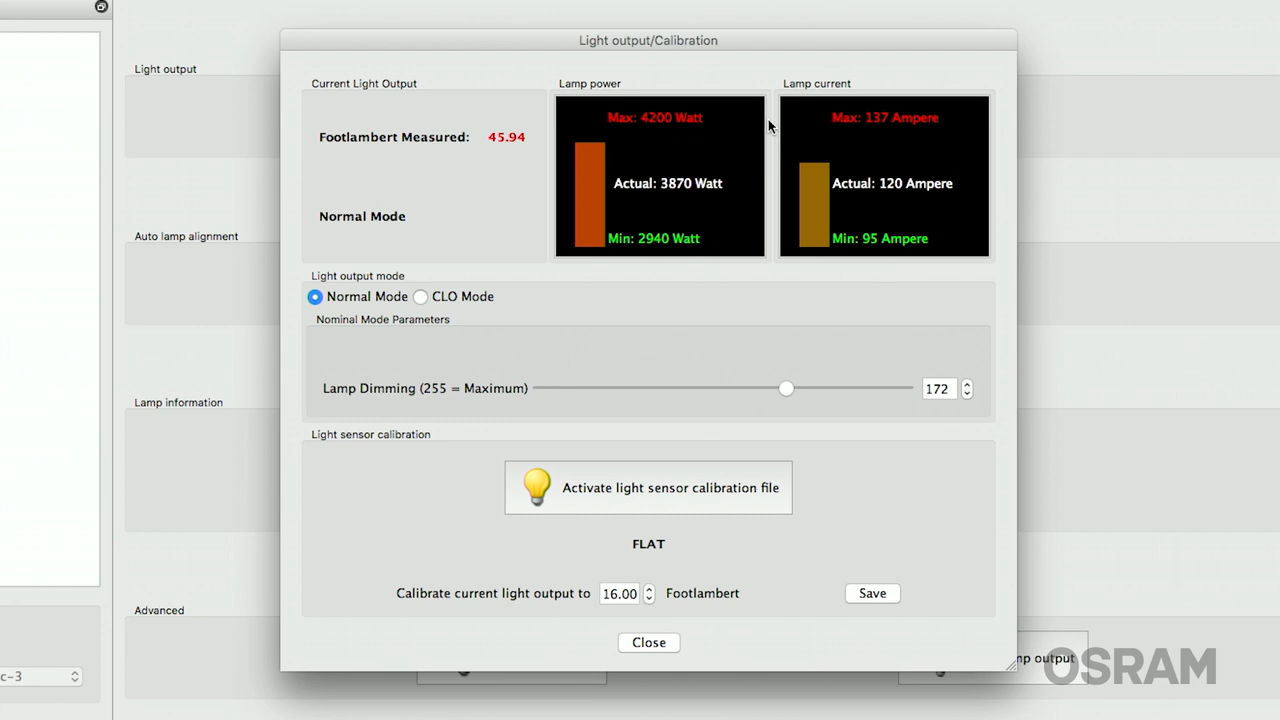 Light output/Calibration
Light output
Current Light Output
Lamp power
Lamp current
Max: 4200 Watt
Max: 137 Ampere
Footlambert Measured: 45.94
Actual: 3870 Watt
Actual: 120 Ampere
Normal Mode
Auto lamp alignment
Min: 2940 Watt
Min: 95 Ampere
Light output mode
Normal Mode CLO Mode
Nominal Mode Parameters
Lamp Dimming (255 = Maximum) 172
Lamp information
Light sensor calibration
Activate light sensor calibration file
FLAT
Calibrate current light output to 16.00 Footlambert Save
Advanced
Close
c-3
mp output
OSRAM